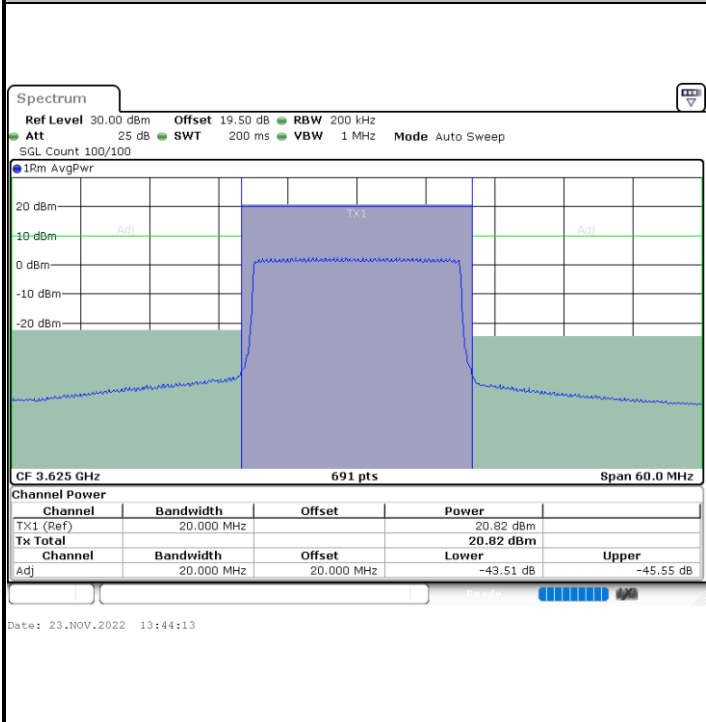 Spectrum
Ref Level 30.00 dBm Offset 19.50 dB RBW 200 kHz
Att 25 dB SWT 200 ms VBW 1 MHz Mode Auto Sweep
SGL Count 100/100
1Rm AvgPwr
20 dBm
TX1
Adj
Adj
10 dBm
0 dBm
-10 dBm
-20 dBm
CF 3.625 GHz 691 pts Span 60.0 MHz
Channel Power
Channel Bandwidth Offset Power
TX1 (Ref) 20.000 MHz 20.82 dBm
Tx Total 20.82 dBm
Channel Bandwidth Offset Lower Upper
Adj 20.000 MHz 20.000 MHz -43.51 dB -45.55 dB
Ready
Date: 23.NOV.2022 13:44:13